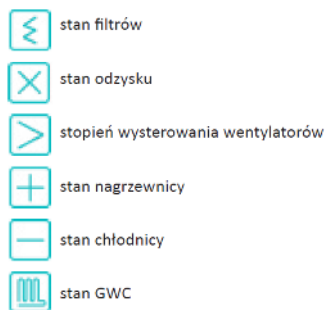 stan filtrów
stan odzysku
stopień wysterowania wentylatorów
stan nagrzewnicy
stan chłodnicy
stan GWC